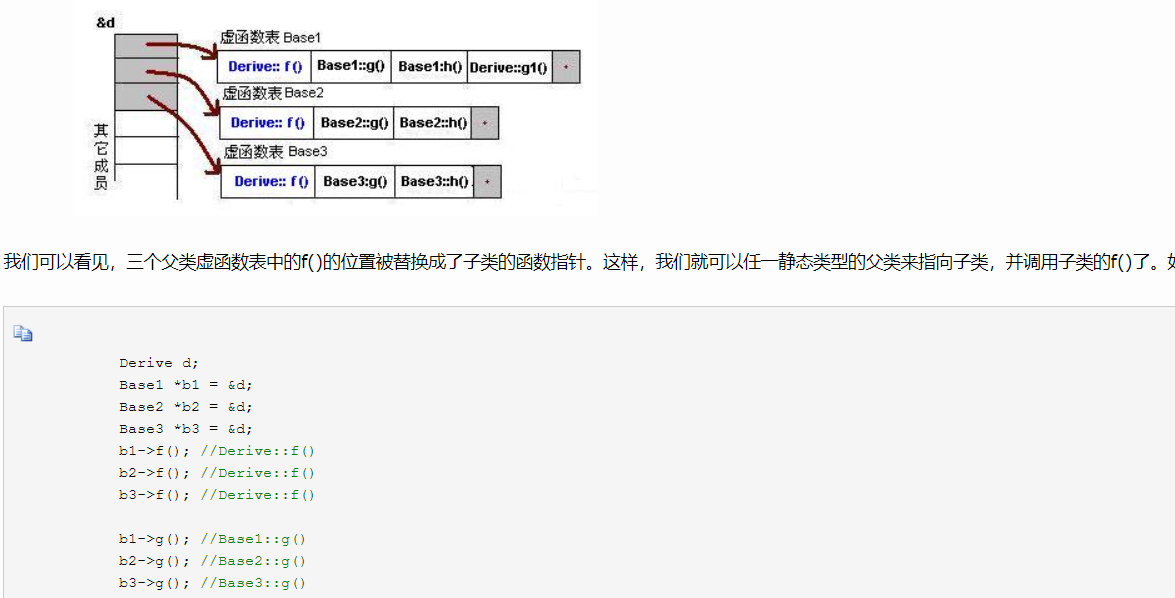 &d
虚函数表 Base1
Derive:: f () Base1::g() Base1:h() Derive::g1()
虚函数表 Base2
Derive:: f () Base2::g() Base2::h()
其它成员
虚函数表 Base3
Derive:: f () Base3:g() Base3::h()
我们可以看见，三个父类虚函数表中的f()的位置被替换成了子类的函数指针。这样，我们就可以任一静态类型的父类来指向子类，并调用子类的f()了。
Derive d;
Base1 *b1 = &d;
Base2 *b2 = &d;
Base3 *b3 = &d;
b1->f(); //Derive::f()
b2->f(); //Derive::f()
b3->f(); //Derive::f()
b1->g(); //Base1::g()
b2->g(); //Base2::g()
b3->g(); //Base3::g()